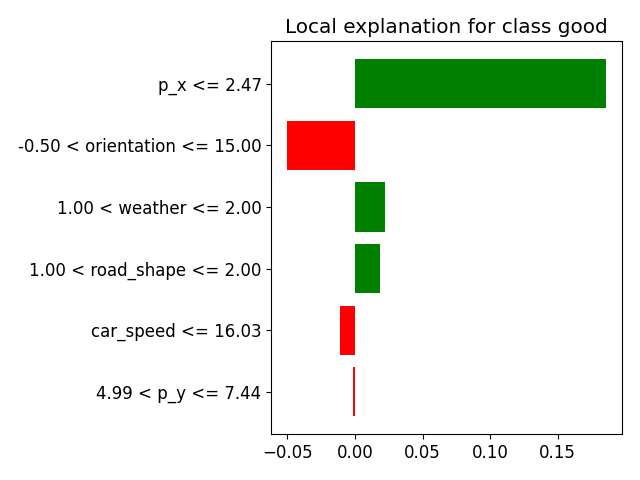 Local explanation for class good
p_x <= 2.47
-0.50 < orientation <= 15.00
1.00 < weather <= 2.00
1.00 < road_shape <= 2.00
car_speed <= 16.03
4.99 < p_y <= 7.44
−0.05 0.00 0.05 0.10 0.15